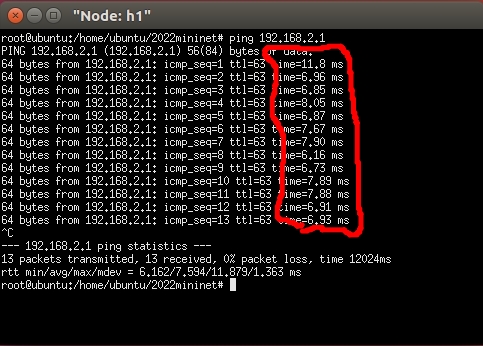 "Node: h1"
root@ubuntu:/home/ubuntu/2022mininet# ping 192.168.2.1
PING 192.168.2.1 (192.168.2.1) 56(84) bytes of data.
64 bytes from 192.168.2.1: icmp_seq=1 ttl=63 time=11.8 ms
64 bytes from 192.168.2.1: icmp_seq=2 ttl=63 time=6.96 ms
64 bytes from 192.168.2.1: icmp_seq=3 ttl=63 time=6.85 ms
64 bytes from 192.168.2.1: icmp_seq=4 ttl=63 time=8.05 ms
64 bytes from 192.168.2.1: icmp_seq=5 ttl=63 time=6.87 ms
64 bytes from 192.168.2.1: icmp_seq=6 ttl=63 time=7.67 ms
64 bytes from 192.168.2.1: icmp_seq=7 ttl=63 time=7.90 ms
64 bytes from 192.168.2.1: icmp_seq=8 ttl=63 time=6.16 ms
64 bytes from 192.168.2.1: icmp_seq=9 ttl=63 time=6.73 ms
64 bytes from 192.168.2.1: icmp_seq=10 ttl=63 time=7.89 ms
64 bytes from 192.168.2.1: icmp_seq=11 ttl=63 time=7.88 ms
64 bytes from 192.168.2.1: icmp_seq=12 ttl=63 time=6.91 ms
64 bytes from 192.168.2.1: icmp_seq=13 ttl=63 time=6.93 ms
^C
--- 192.168.2.1 ping statistics ---
13 packets transmitted, 13 received, 0% packet loss, time 12024ms
rtt min/avg/max/mdev = 6.162/7.594/11.879/1.363 ms
root@ubuntu:/home/ubuntu/2022mininet#